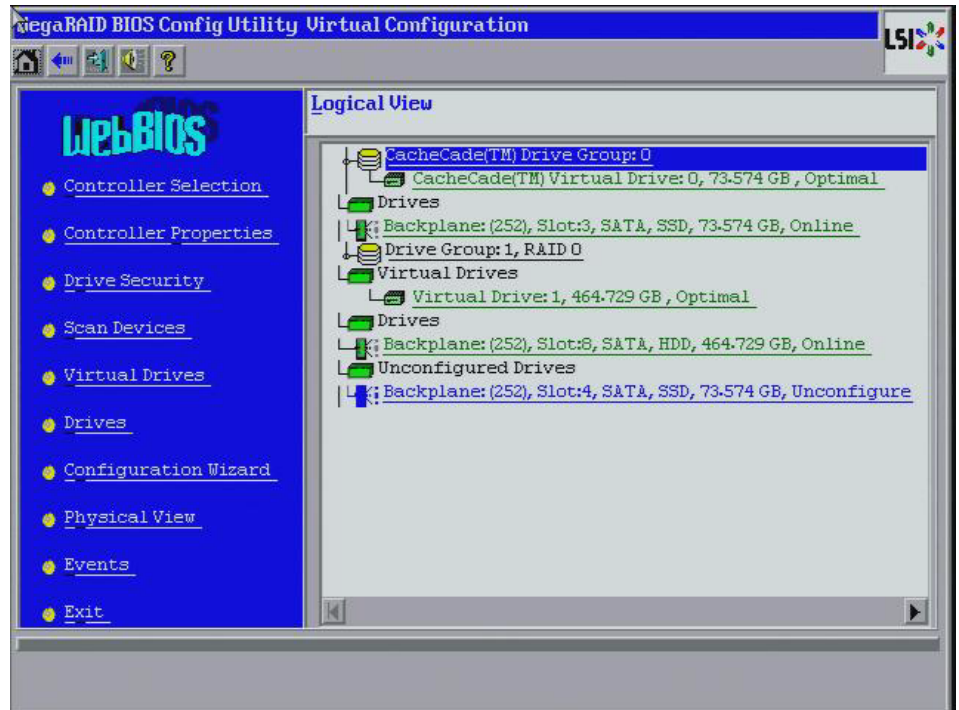 MegaRAID BIOS Config Utility Virtual Configuration
LSI
?
WebBIOS
Controller Selection
Controller Properties
Drive Security
Scan Devices
Virtual Drives
Drives
Configuration Wizard
Physical View
Events
Exit
Logical View
CacheCade(TM) Drive Group: 0
CacheCade(TM) Virtual Drive: 0, 73.574 GB , Optimal
Drives
Backplane: (252), Slot:3, SATA, SSD, 73.574 GB, Online
Drive Group: 1, RAID 0
Virtual Drives
Virtual Drive: 1, 464.729 GB , Optimal
Drives
Backplane: (252), Slot:8, SATA, HDD, 464.729 GB, Online
Unconfigured Drives
Backplane: (252), Slot:4, SATA, SSD, 73.574 GB, Unconfigure